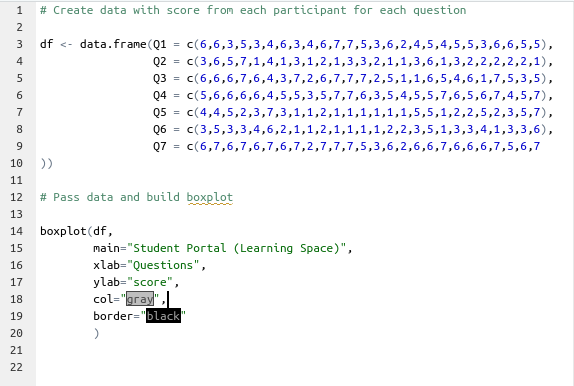 1 # Create data with score from each participant for each question
2
3 df <- data.frame(Q1 = c(6,6,3,5,3,4,6,3,4,6,7,7,5,3,6,2,4,5,4,5,5,3,6,6,5,5),
4 Q2 = c(3,6,5,7,1,4,1,3,1,2,1,3,3,2,1,1,3,6,1,3,2,2,2,2,2,1),
5 Q3 = c(6,6,6,7,6,4,3,7,2,6,7,7,7,2,5,1,1,6,5,4,6,1,7,5,3,5),
6 Q4 = c(5,6,6,6,6,4,5,5,3,5,7,7,6,3,5,4,5,5,7,6,5,6,7,4,5,7),
7 Q5 = c(4,4,5,2,3,7,3,1,1,2,1,1,1,1,1,1,5,5,1,2,2,5,2,3,5,7),
8 Q6 = c(3,5,3,3,4,6,2,1,1,2,1,1,1,1,2,2,3,5,1,3,3,4,1,3,3,6),
9 Q7 = c(6,7,6,7,6,7,6,7,2,7,7,7,5,3,6,2,6,6,7,6,6,6,7,5,6,7
10 ))
11
12 # Pass data and build boxplot
13
14 boxplot(df,
15 main="Student Portal (Learning Space)",
16 xlab="Questions",
17 ylab="score",
18 col="gray",
19 border="black"
20 )
21
22